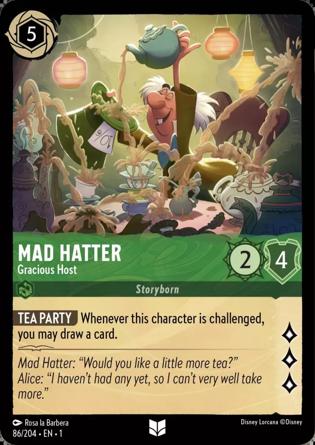 5
MAD HATTER
Gracious Host
2
4
Storyborn
TEA PARTY Whenever this character is challenged,
you may draw a card.
Mad Hatter: “Would you like a little more tea?”
Alice: “I haven’t had any yet, so I can’t very well take
more.”
Rosa la Barbera
86/204 • EN • 1
Disney Lorcana ©Disney